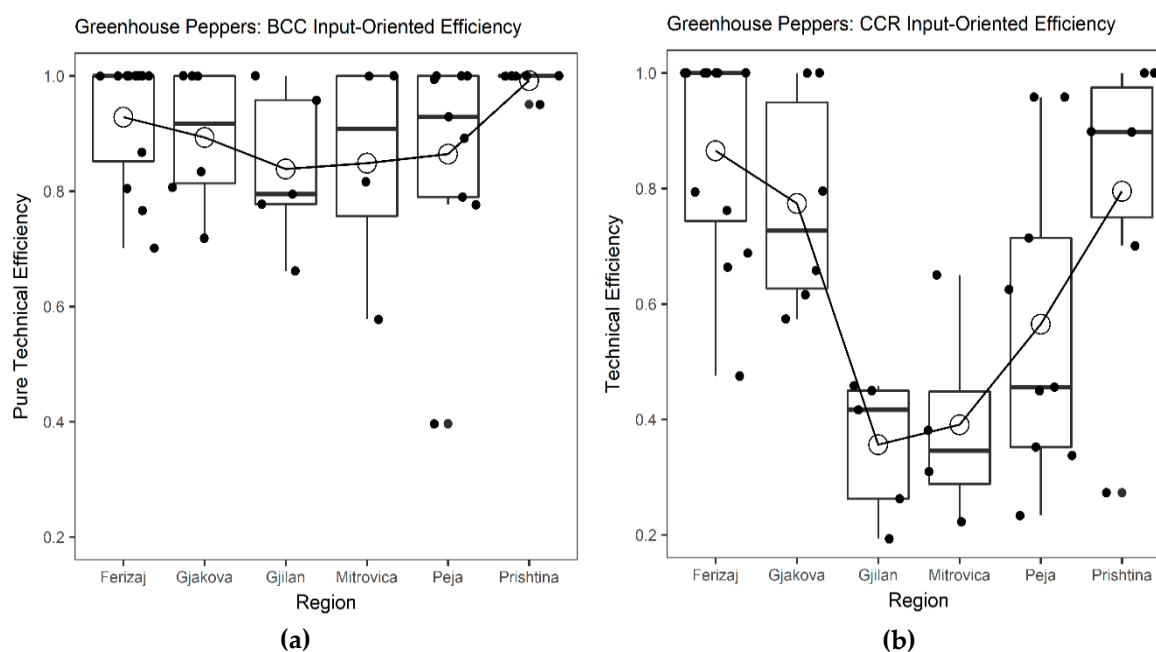 Greenhouse Peppers: BCC Input-Oriented Efficiency
Pure Technical Efficiency
1.0
0.8
0.6
0.4
0.2
Ferizaj
Gjakova
Gjilan
Mitrovica
Peja
Prishtina
Region
(a)
Greenhouse Peppers: CCR Input-Oriented Efficiency
Technical Efficiency
1.0
0.8
0.6
0.4
0.2
Ferizaj
Gjakova
Gjilan
Mitrovica
Peja
Prishtina
Region
(b)